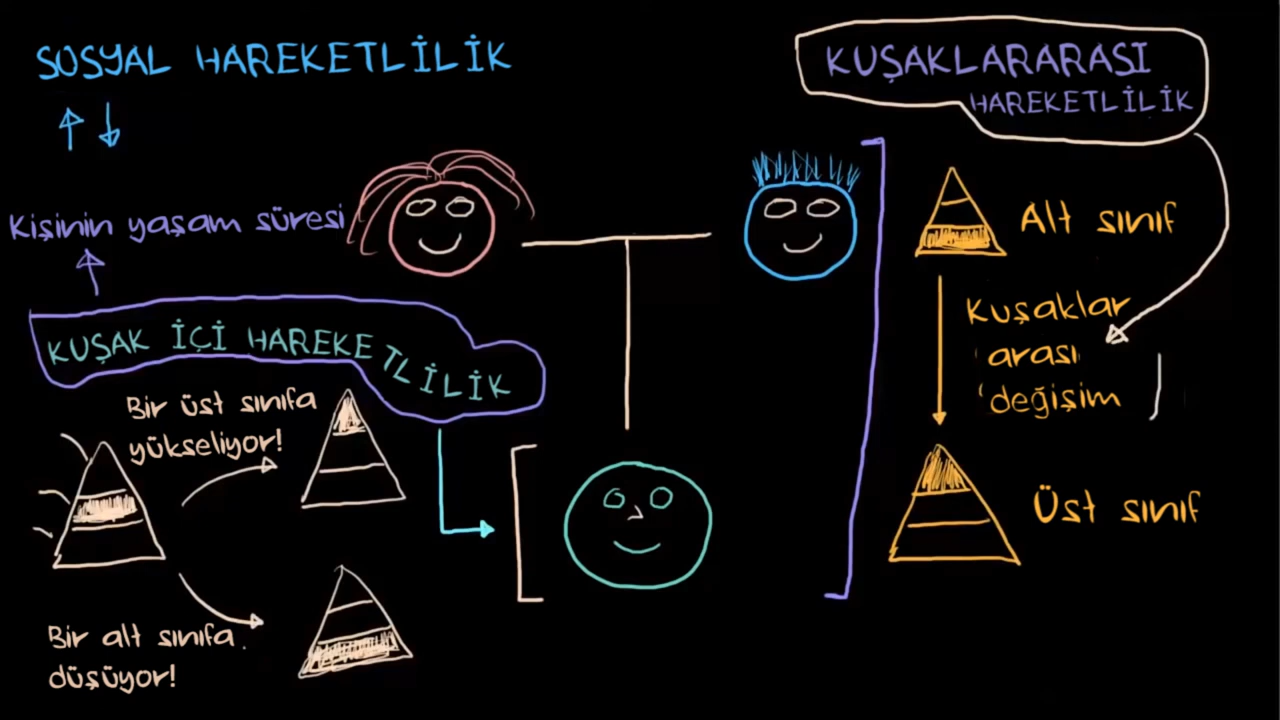 SOSYAL HAREKETLİLİK
KUŞAKLARARASI
HAREKETLİLİK
Kişinin yaşam süresi
KUŞAK İÇİ HAREKETLİLİK
Bir üst sınıfa
yükseliyor!
Bir alt sınıfa
düşüyor!
Alt sınıf
Kuşaklar
arası
değişim
Üst sınıf